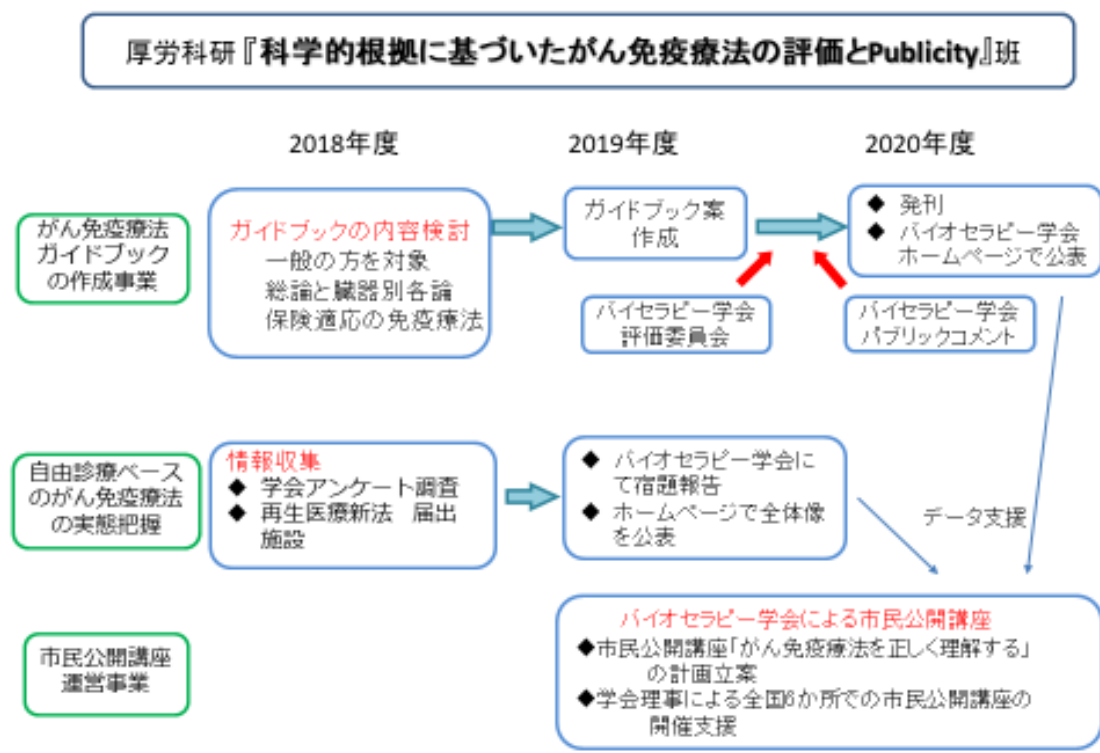 厚労科研『科学的根拠に基づいたがん免疫療法の評価とPublicity』班
2018年度
2019年度
2020年度
がん免疫療法
ガイドブック
の作成事業
ガイドブックの内容検討
一般の方を対象
総論と臓器別各論
保険適応の免疫療法
ガイドブック案
作成
◆ 発刊
◆ バイオセラピー学会
ホームページで公表
バイセラピー学会
評価委員会
バイセラピー学会
パブリックコメント
自由診療ベース
のがん免疫療法
の実態把握
情報収集
◆ 学会アンケート調査
◆ 再生医療新法 届出
施設
◆ バイオセラピー学会に
て宿題報告
◆ ホームページで全体像
を公表
データ支援
市民公開講座
運営事業
バイオセラピー学会による市民公開講座
◆市民公開講座「がん免疫療法を正しく理解する」
の計画立案
◆学会理事による全国6か所での市民公開講座の
開催支援